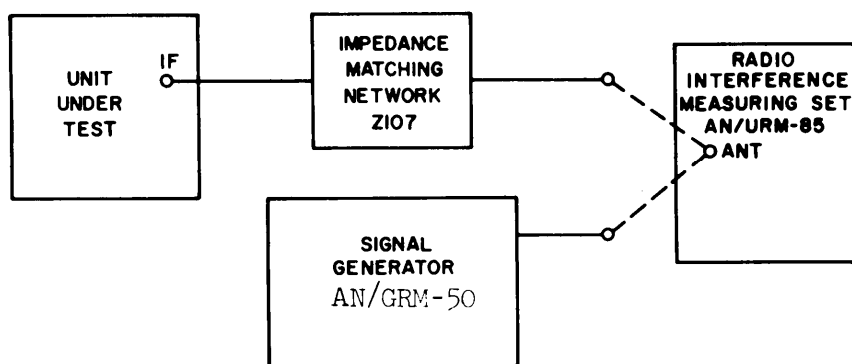 UNIT
UNDER
TEST
IF
IMPEDANCE
MATCHING
NETWORK
Z107
RADIO
INTERFERENCE
MEASURING SET
AN/URM-85
ANT
SIGNAL
GENERATOR
AN/GRM-50